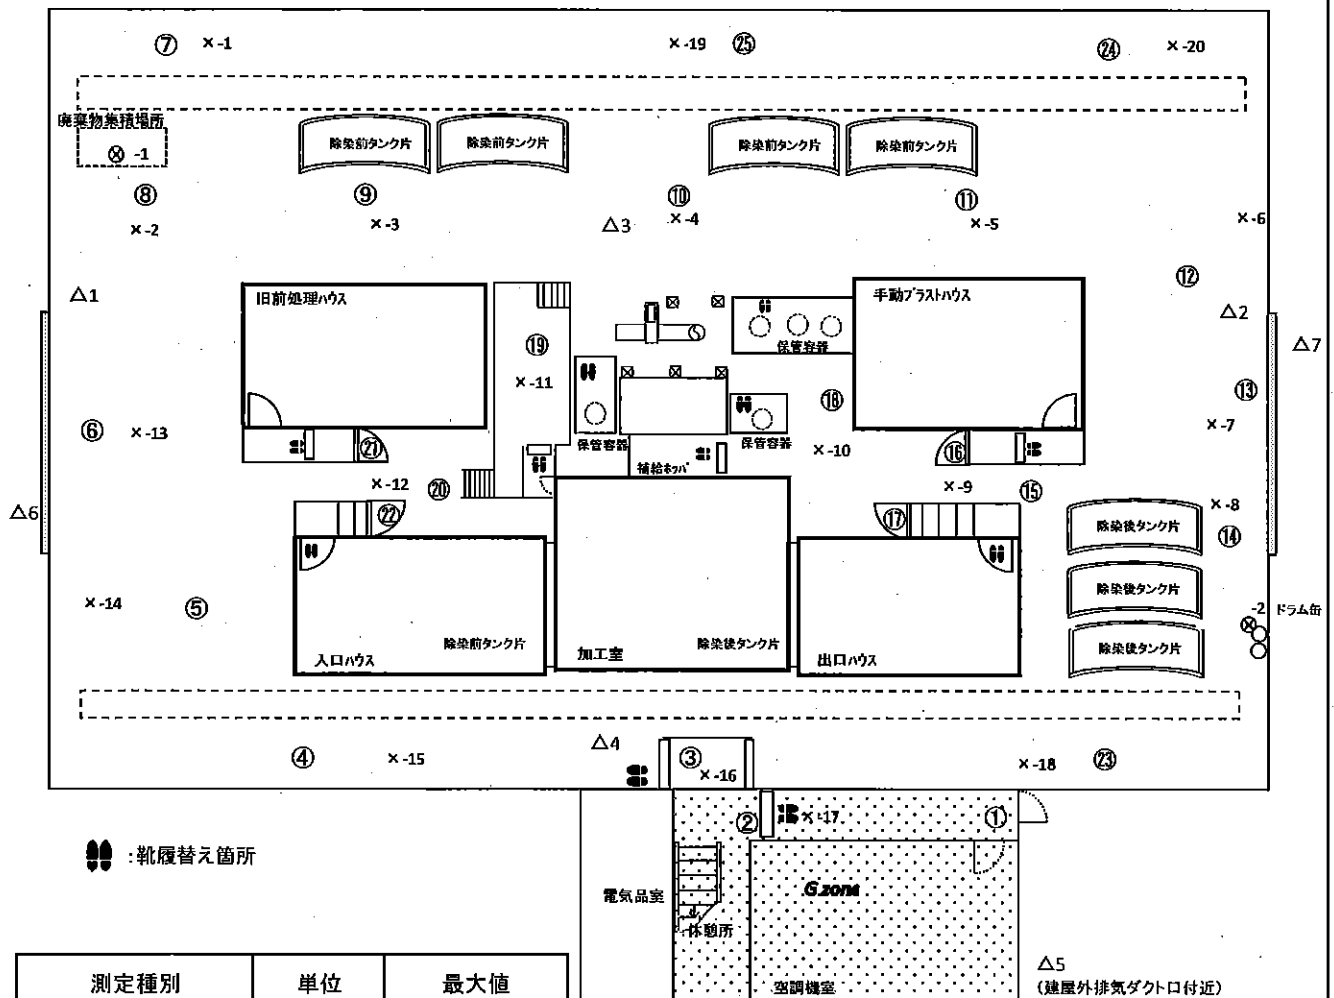 ⑦ ×-1 ×-19 ㉕ ㉔ ×-20
廃棄物集積場所
⊗ -1
除染前タンク片 除染前タンク片 除染前タンク片 除染前タンク片
⑧ ⑨ ⑩ ⑪
×-2 ×-3 △3 ×-4 ×-5 ×-6
⑫
△1 旧前処理ハウス 手動ブラストハウス △2
⑲ 保管容器 △7
×-11 ⑱ ⑬
⑥ ×-13 ×-7
㉑ 保管容器 保管容器 ×-10 ⑯
補給ホッパ
×-12 ⑳ ×-9 ⑮ ×-8
△6 ㉒ ⑰ 除染後タンク片 ⑭
除染後タンク片
×-14 ⑤ -2 ドラム缶
入口ハウス 除染前タンク片 加工室 除染後タンク片 出口ハウス 除染後タンク片
④ ×-15 △4 ③ ×-16 ×-18 ㉓
② ×-17 ①
:靴履替え箇所
電気品室 G zone
休憩所
測定種別 単位 最大値
空調機室
△5
(建屋外排気ダクト口付近)